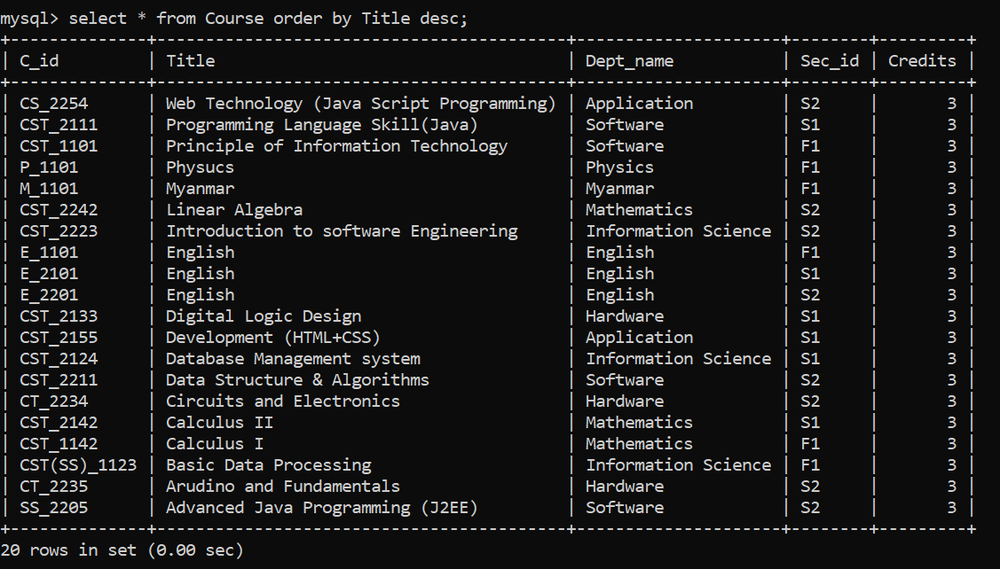 mysql> select * from Course order by Title desc;
+--------------+------------------------------------------+---------------------+--------+---------+
| C_id         | Title                                    | Dept_name           | Sec_id | Credits |
+--------------+------------------------------------------+---------------------+--------+---------+
| CS_2254      | Web Technology (Java Script Programming) | Application         | S2     |       3 |
| CST_2111     | Programming Language Skill(Java)         | Software            | S1     |       3 |
| CST_1101     | Principle of Information Technology      | Software            | F1     |       3 |
| P_1101       | Physucs                                  | Physics             | F1     |       3 |
| M_1101       | Myanmar                                  | Myanmar             | F1     |       3 |
| CST_2242     | Linear Algebra                           | Mathematics         | S2     |       3 |
| CST_2223     | Introduction to software Engineering     | Information Science | S2     |       3 |
| E_1101       | English                                  | English             | F1     |       3 |
| E_2101       | English                                  | English             | S1     |       3 |
| E_2201       | English                                  | English             | S2     |       3 |
| CST_2133     | Digital Logic Design                     | Hardware            | S1     |       3 |
| CST_2155     | Development (HTML+CSS)                   | Application         | S1     |       3 |
| CST_2124     | Database Management system               | Information Science | S1     |       3 |
| CST_2211     | Data Structure & Algorithms              | Software            | S2     |       3 |
| CT_2234      | Circuits and Electronics                 | Hardware            | S2     |       3 |
| CST_2142     | Calculus II                              | Mathematics         | S1     |       3 |
| CST_1142     | Calculus I                               | Mathematics         | F1     |       3 |
| CST(SS)_1123 | Basic Data Processing                    | Information Science | F1     |       3 |
| CT_2235      | Arudino and Fundamentals                 | Hardware            | S2     |       3 |
| SS_2205      | Advanced Java Programming (J2EE)         | Software            | S2     |       3 |
+--------------+------------------------------------------+---------------------+--------+---------+
20 rows in set (0.00 sec)